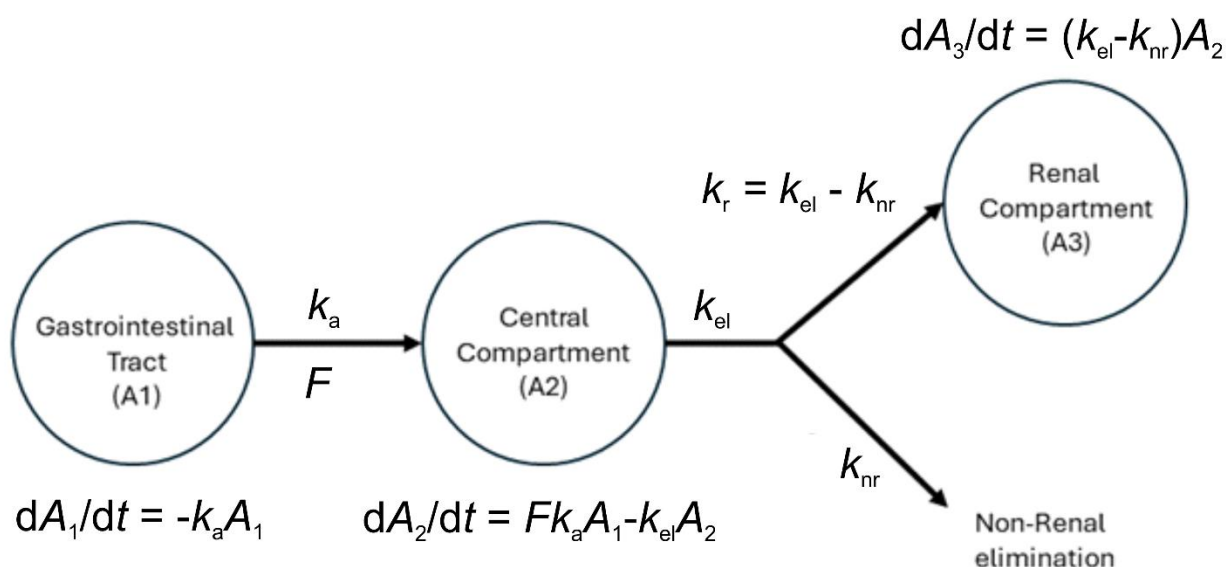 dA₃/dt = (kₑₗ-kₙᵣ)A₂
Renal
Compartment
(A3)
kᵣ = kₑₗ - kₙᵣ
Gastrointestinal
Tract
(A1)
kₐ
F
Central
Compartment
(A2)
kₑₗ
kₙᵣ
dA₁/dt = -kₐA₁
dA₂/dt = FkₐA₁-kₑₗA₂
Non-Renal
elimination